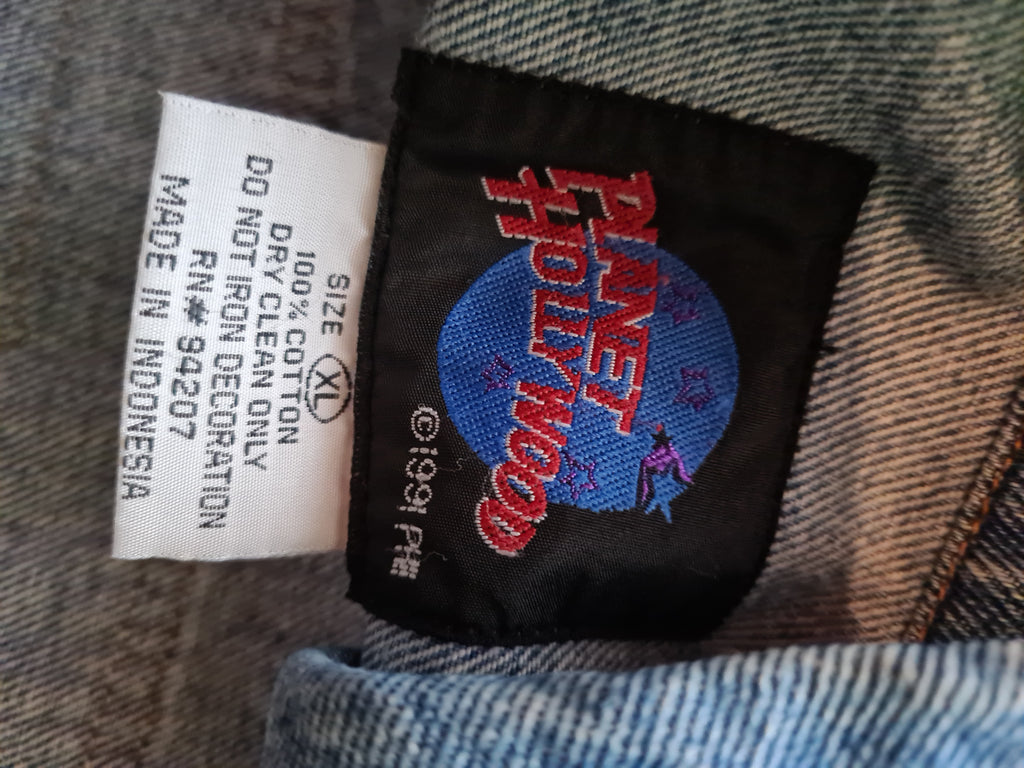 PLANET
HOLLYWOOD
©1991 PHII
SIZE XL
100% COTTON
DRY CLEAN ONLY
DO NOT IRON DECORATION
RN# 94207
MADE IN INDONESIA